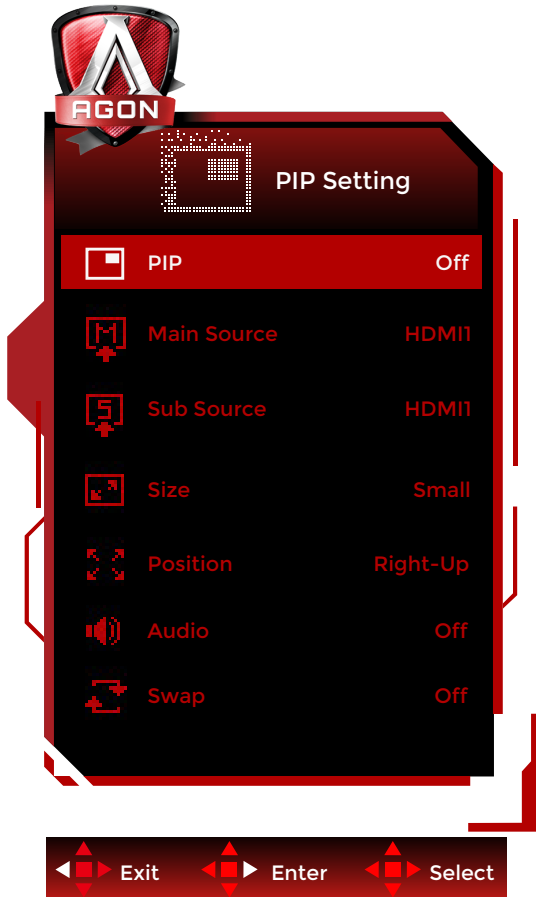 AGON
PIP Setting
PIP Off
Main Source HDMI1
Sub Source HDMI1
Size Small
Position Right-Up
Audio Off
Swap Off
Exit Enter Select